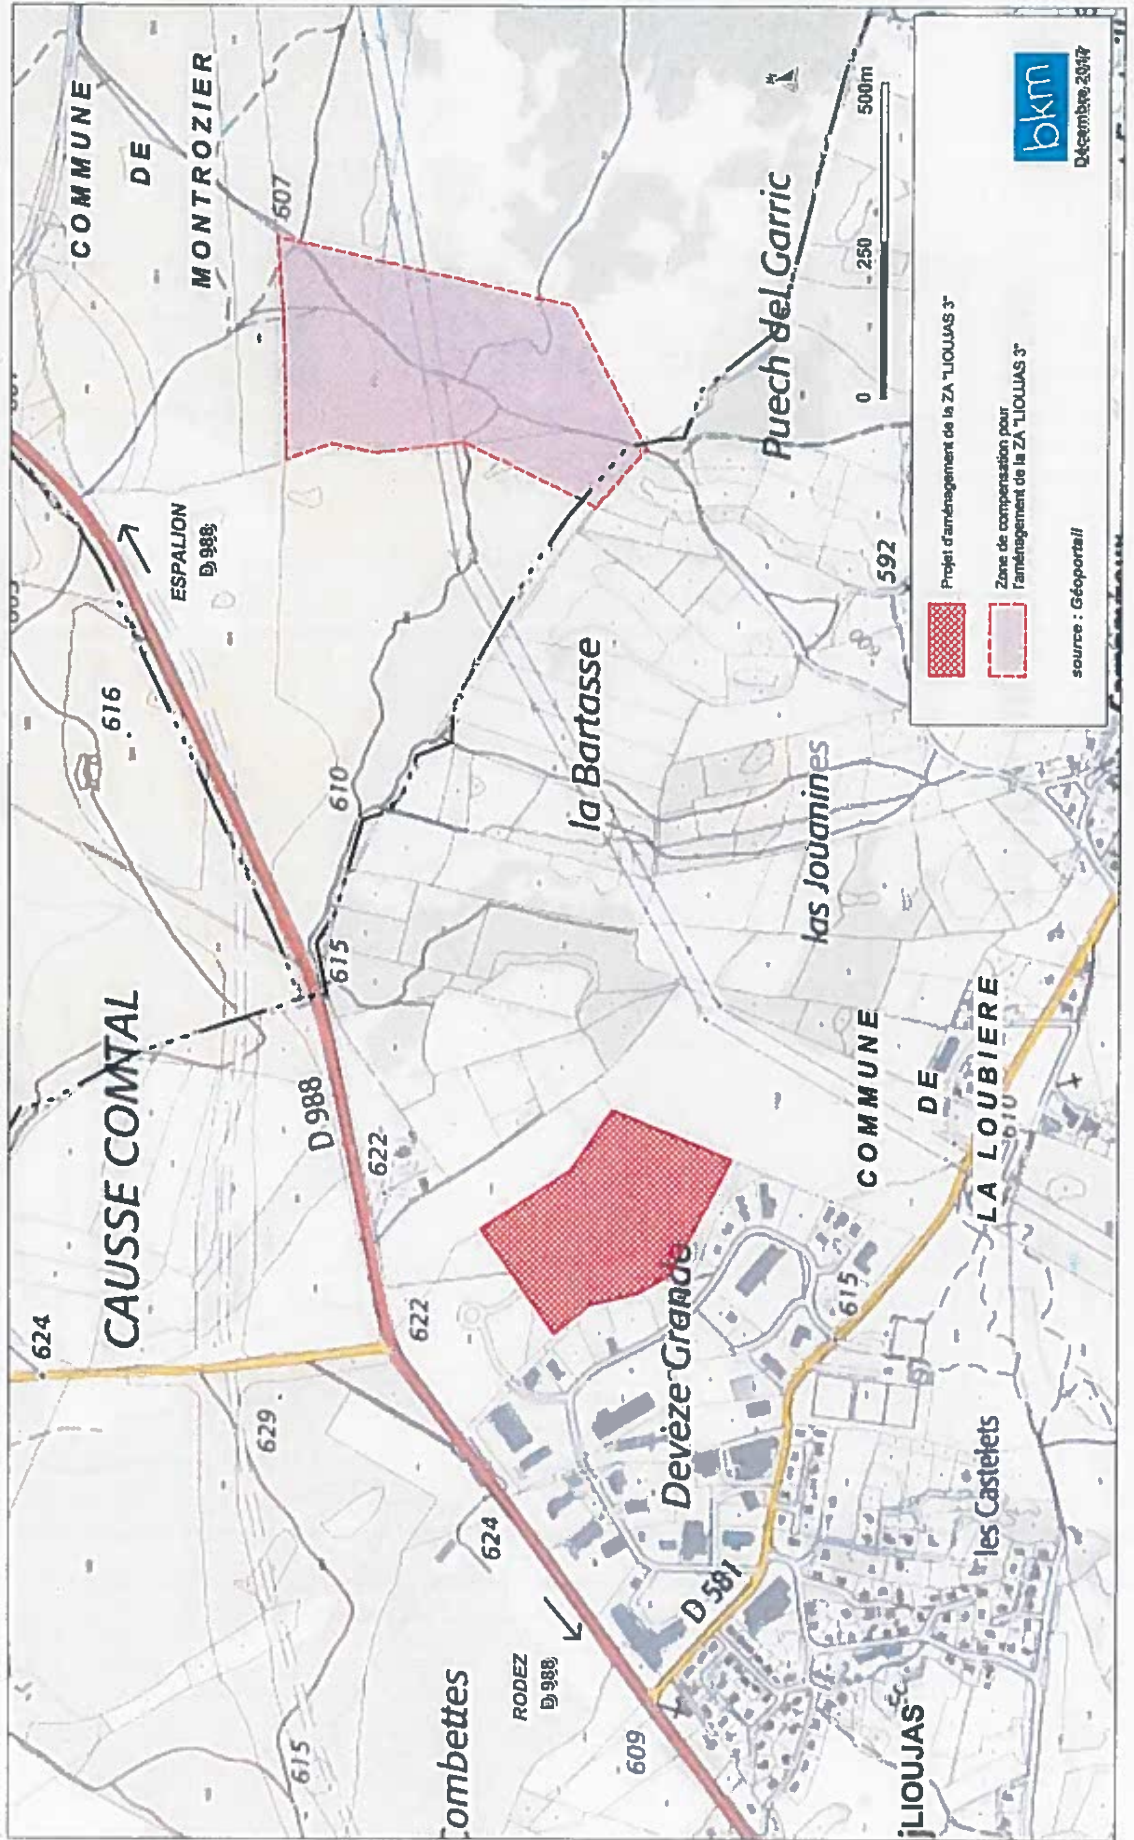 COMMUNE
DE
MONTROZIER
607
ESPALION
D 988
616
CAUSSE COMTAL
D 988
615
610
622
622
624
629
624
615
ombettes
RODEZ
D 988
609
D 581
Devèze Grande
la Bartasse
las Jouanines
Puech del Garric
592
600
COMMUNE
DE
LA LOUBIERE
610
615
les Castelets
LIOUJAS
0
250
500m
Projet d'aménagement de la ZA "LIOUJAS 3"
Zone de compensation pour
l'aménagement de la ZA "LIOUJAS 3"
source : Géoportail
bkm
Décembre 2017